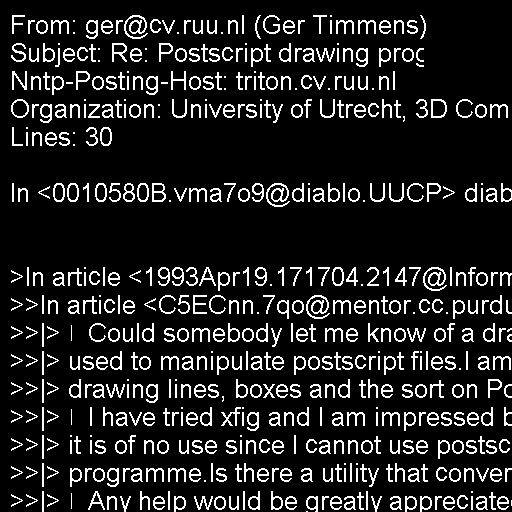 From: ger@cv.ruu.nl (Ger Timmens)
Subject: Re: Postscript drawing prog
Nntp-Posting-Host: triton.cv.ruu.nl
Organization: University of Utrecht, 3D Com
Lines: 30
In <0010580B.vma7o9@diablo.UUCP> diab
>In article <1993Apr19.171704.2147@Inform
>>In article <C5ECnn.7qo@mentor.cc.purdu
>>|> | Could somebody let me know of a dra
>>|> used to manipulate postscript files.I am
>>|> drawing lines, boxes and the sort on Po
>>|> | I have tried xfig and I am impressed b
>>|> it is of no use since I cannot use postsc
>>|> programme.Is there a utility that conver
>>|> | Any help would be greatly appreciate